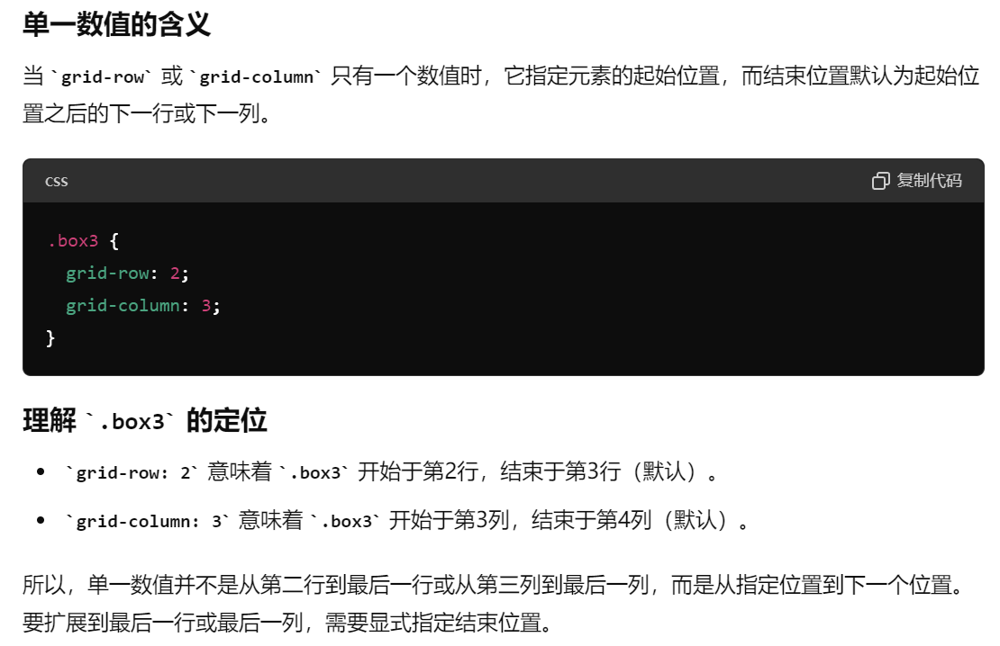 单一数值的含义
当 `grid-row` 或 `grid-column` 只有一个数值时，它指定元素的起始位置，而结束位置默认为起始位
置之后的下一行或下一列。
css
复制代码
.box3 {
  grid-row: 2;
  grid-column: 3;
}
理解 `.box3` 的定位
`grid-row: 2` 意味着 `.box3` 开始于第2行，结束于第3行（默认）。
`grid-column: 3` 意味着 `.box3` 开始于第3列，结束于第4列（默认）。
所以，单一数值并不是从第二行到最后一行或从第三列到最后一列，而是从指定位置到下一个位置。
要扩展到最后一行或最后一列，需要显式指定结束位置。